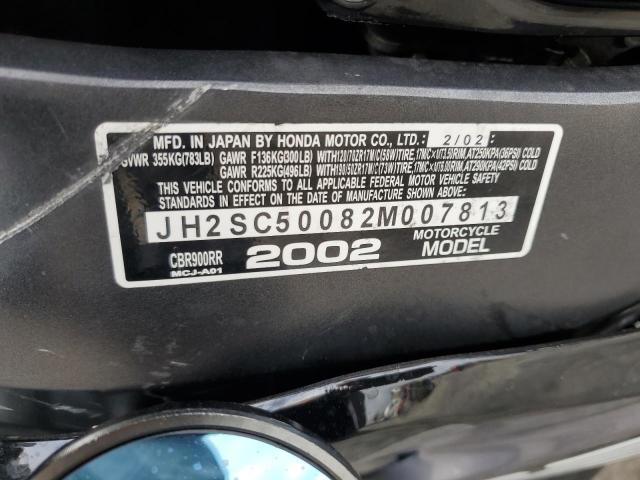 MFD. IN JAPAN BY HONDA MOTOR CO., LTD.: 2/02:
GVWR 355KG(783LB) GAWR F136KG(300LB) WITH120/70ZR17M/C(58W)TIRE,17MC×MT3.50RIM,AT250KPA(36PSI) COLD
GAWR R225KG(496LB) WITH190/50ZR17M/C(73W)TIRE,17MC×MT6.00RIM,AT290KPA(42PSI) COLD
THIS VEHICLE CONFORMS TO ALL APPLICABLE FEDERAL MOTOR VEHICLE SAFETY
STANDARDS IN EFFECT ON THE DATE OF MANUFACTURE SHOWN ABOVE.
JH2SC50082M007813
CBR900RR 2002 MOTORCYCLE
MCJ-A01 MODEL